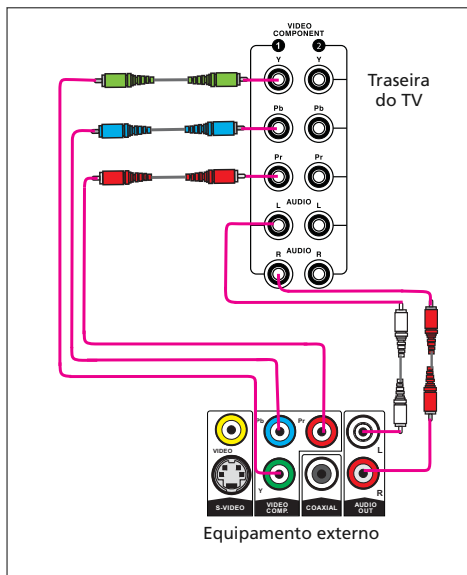 VIDEO
COMPONENT
1 2
Y Y
Traseira
do TV
Pb Pb
Pr Pr
L AUDIO L
AUDIO
R R
Pb Pr
VIDEO
L
Y
R
S-VIDEO
VIDEO
COMP.
COAXIAL
AUDIO
OUT
Equipamento externo